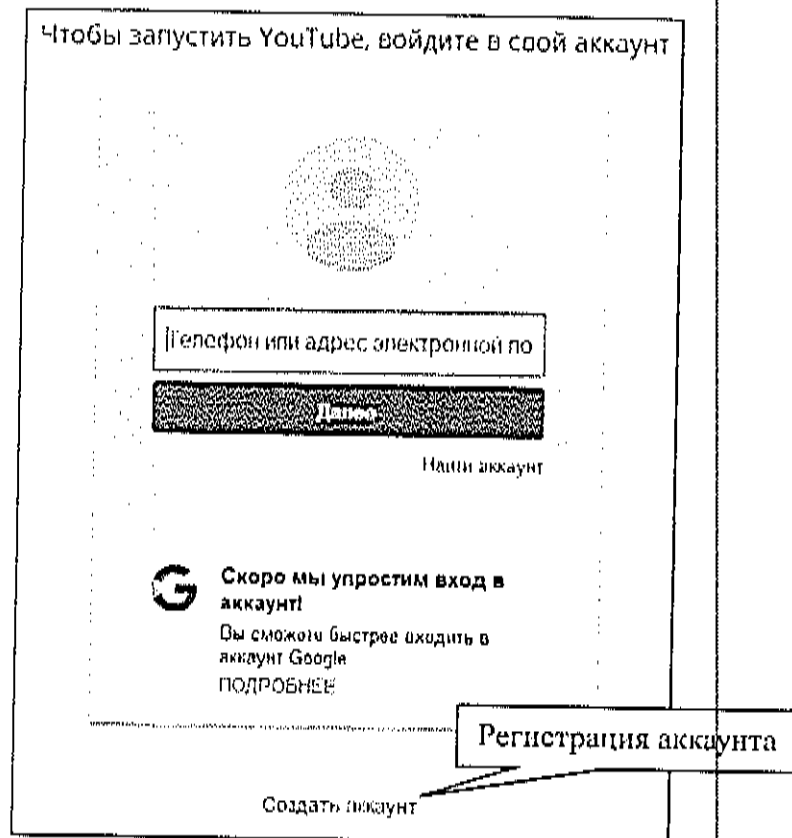 Чтобы запустить YouTube, войдите в свой аккаунт
Телефон или адрес электронной по
Далее
Найти аккаунт
Скоро мы упростим вход в
аккаунт!
Вы сможете быстрее входить в
аккаунт Google
ПОДРОБНЕЕ
Регистрация аккаунта
Создать аккаунт